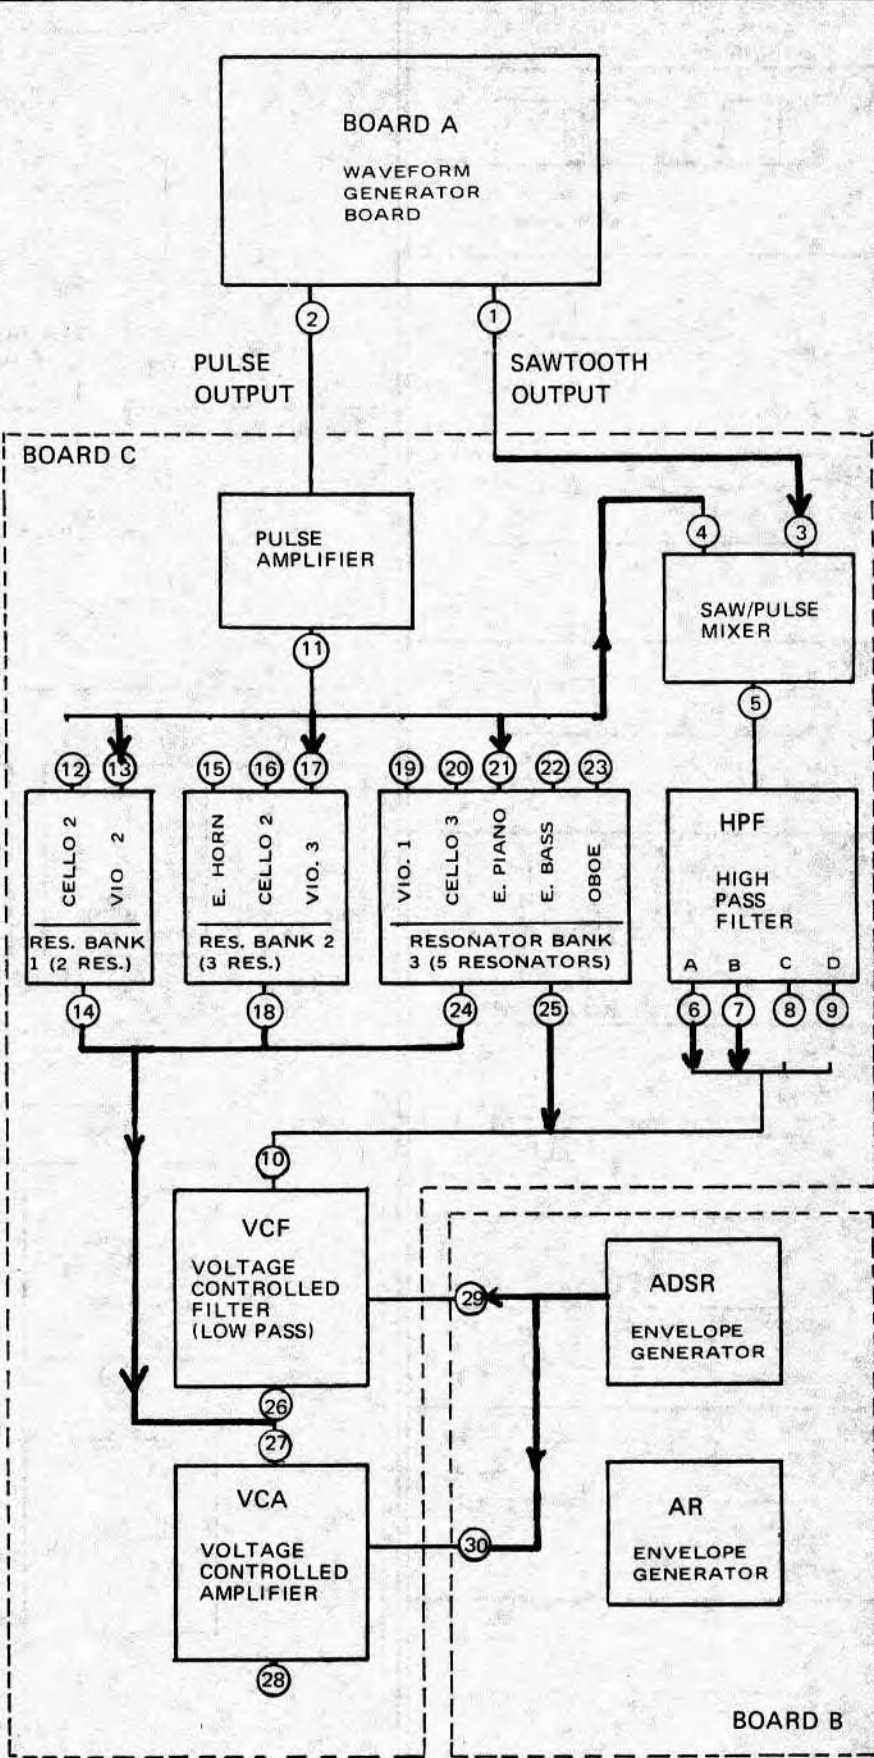 BOARD A
WAVEFORM
GENERATOR
BOARD
2
1
PULSE
OUTPUT
SAWTOOTH
OUTPUT
BOARD C
PULSE
AMPLIFIER
4
3
SAW/PULSE
MIXER
11
5
12
13
15
16
17
19
20
21
22
23
CELLO 2
VIO 2
E. HORN
CELLO 2
VIO. 3
VIO. 1
CELLO 3
E. PIANO
E. BASS
OBOE
RES. BANK
1 (2 RES.)
RES. BANK 2
(3 RES.)
RESONATOR BANK
3 (5 RESONATORS)
HPF
HIGH
PASS
FILTER
A B C D
14
18
24
25
6
7
8
9
10
VCF
VOLTAGE
CONTROLLED
FILTER
(LOW PASS)
29
ADSR
ENVELOPE
GENERATOR
26
27
VCA
VOLTAGE
CONTROLLED
AMPLIFIER
30
AR
ENVELOPE
GENERATOR
28
BOARD B